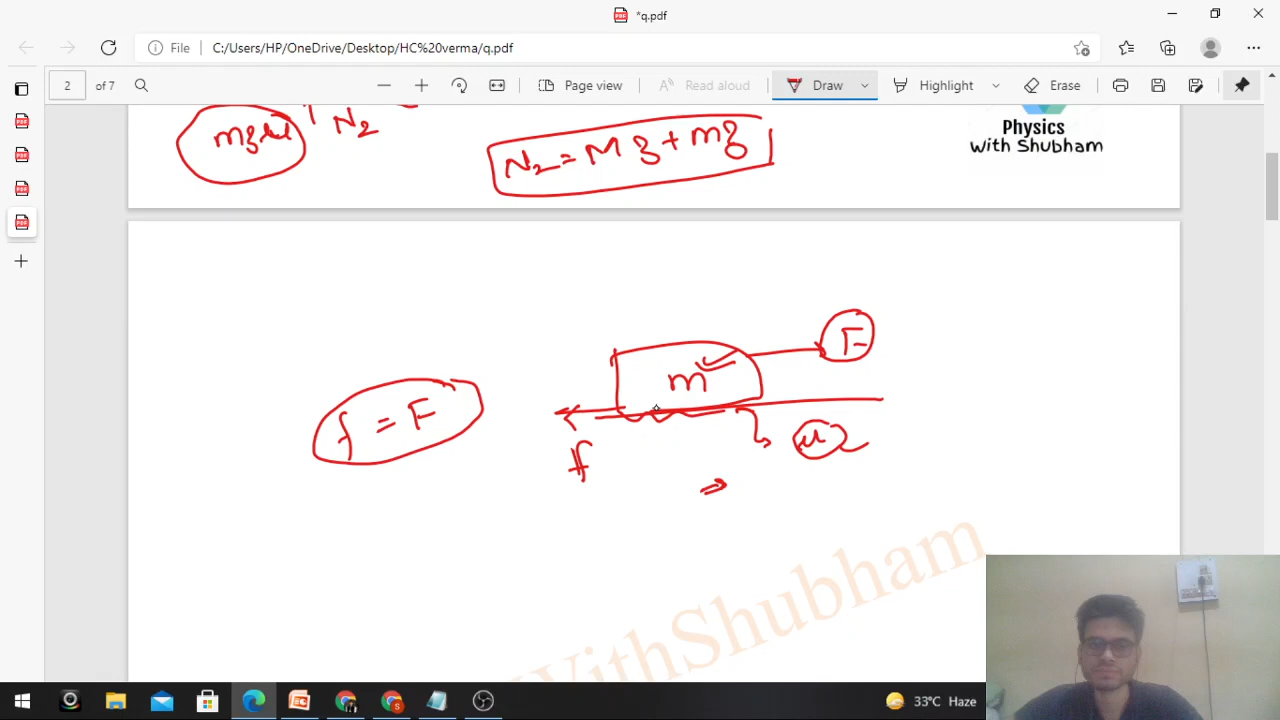 *q.pdf
File C:/Users/HP/OneDrive/Desktop/HC%20verma/q.pdf
2 of 7 Page view Read aloud Draw Highlight Erase
N₂
N₂ = Mg + mg
Physics
with Shubham
F
m
f = F
f
μ
WithShubham
33°C Haze